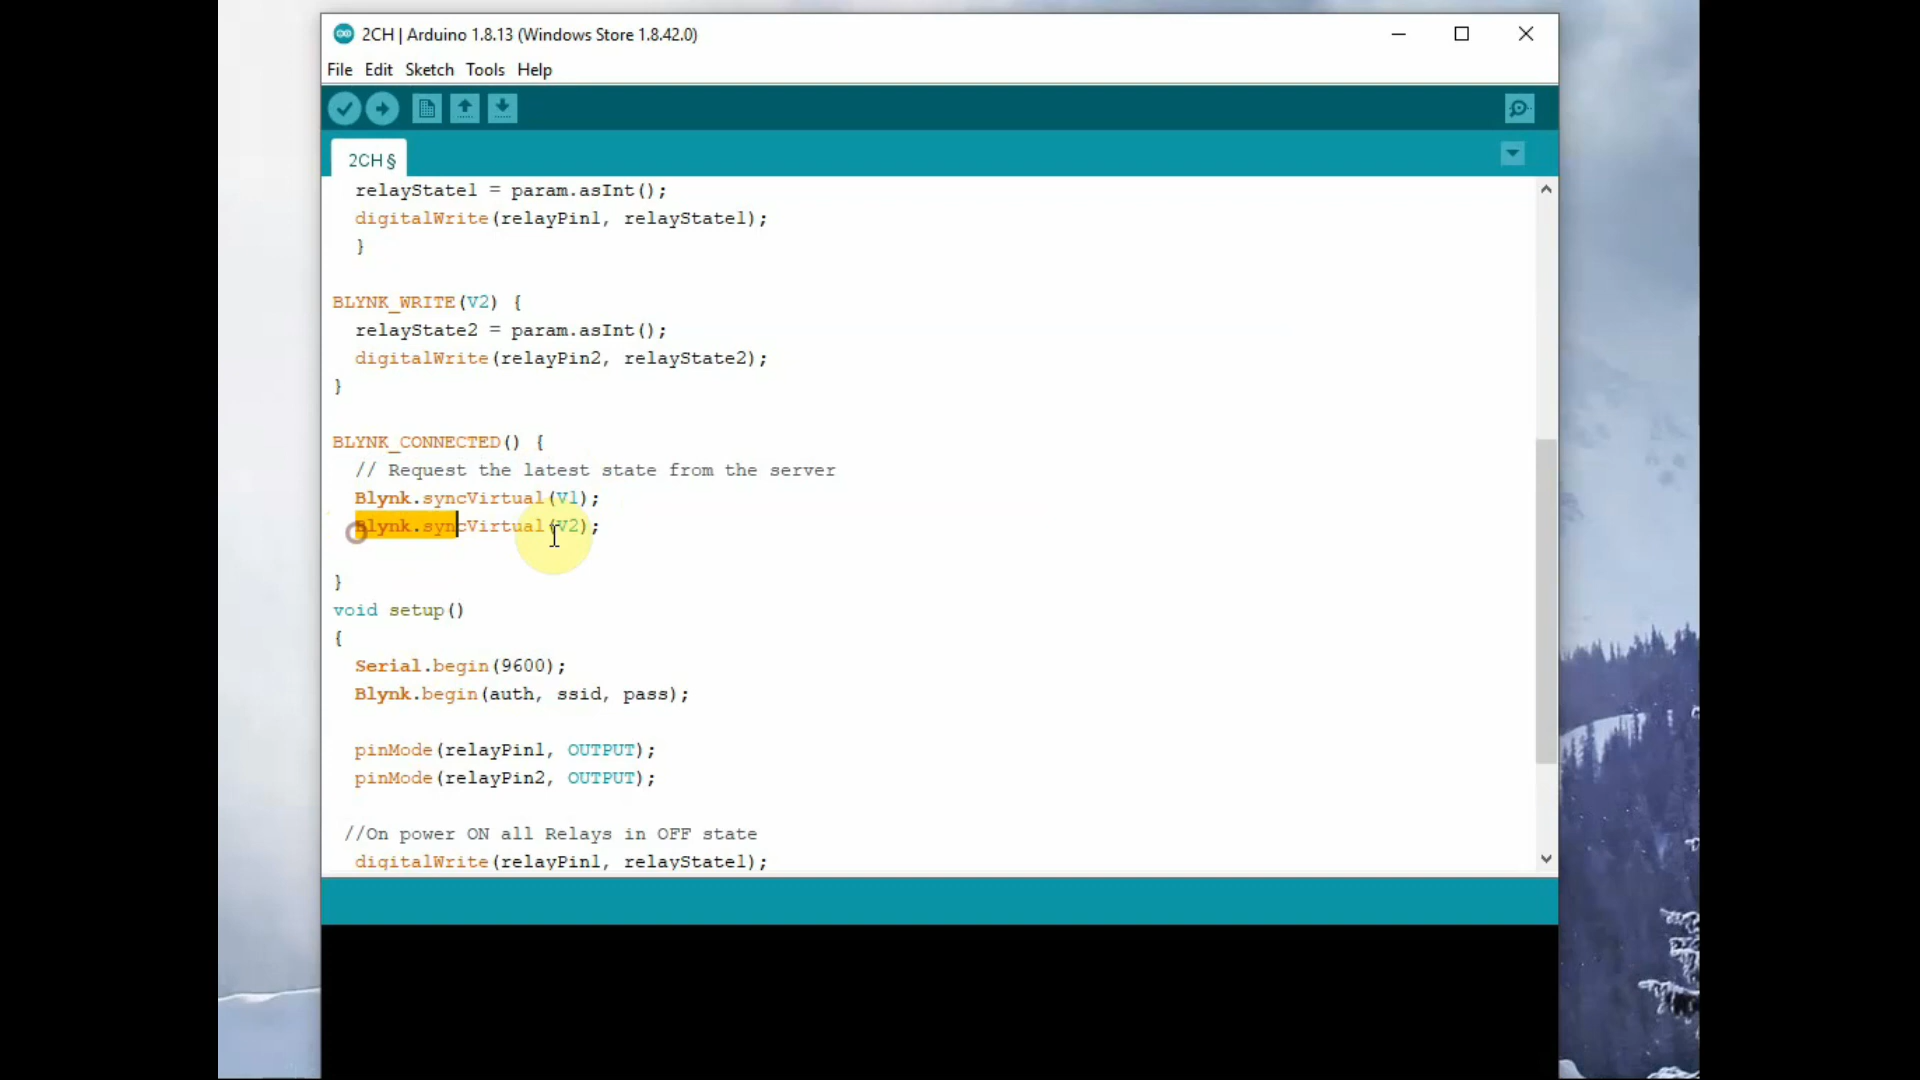 2CH | Arduino 1.8.13 (Windows Store 1.8.42.0)
File Edit Sketch Tools Help
2CH §
relayState1 = param.asInt();
digitalWrite(relayPin1, relayState1);
}
BLYNK_WRITE(V2) {
relayState2 = param.asInt();
digitalWrite(relayPin2, relayState2);
}
BLYNK_CONNECTED() {
// Request the latest state from the server
Blynk.syncVirtual(V1);
Blynk.syncVirtual(V2);
}
void setup()
{
Serial.begin(9600);
Blynk.begin(auth, ssid, pass);
pinMode(relayPin1, OUTPUT);
pinMode(relayPin2, OUTPUT);
//On power ON all Relays in OFF state
digitalWrite(relayPin1, relayState1);